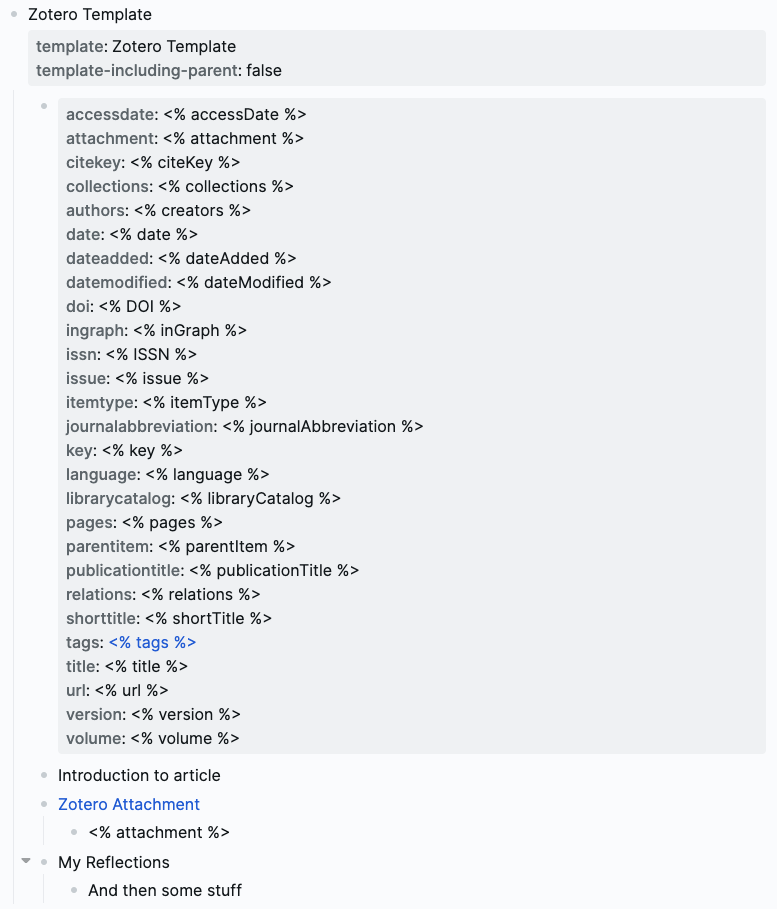 Zotero Template
template: Zotero Template
template-including-parent: false
accessdate: <% accessDate %>
attachment: <% attachment %>
citekey: <% citeKey %>
collections: <% collections %>
authors: <% creators %>
date: <% date %>
dateadded: <% dateAdded %>
datemodified: <% dateModified %>
doi: <% DOI %>
ingraph: <% inGraph %>
issn: <% ISSN %>
issue: <% issue %>
itemtype: <% itemType %>
journalabbreviation: <% journalAbbreviation %>
key: <% key %>
language: <% language %>
librarycatalog: <% libraryCatalog %>
pages: <% pages %>
parentitem: <% parentItem %>
publicationtitle: <% publicationTitle %>
relations: <% relations %>
shorttitle: <% shortTitle %>
tags: <% tags %>
title: <% title %>
url: <% url %>
version: <% version %>
volume: <% volume %>
Introduction to article
Zotero Attachment
<% attachment %>
My Reflections
And then some stuff